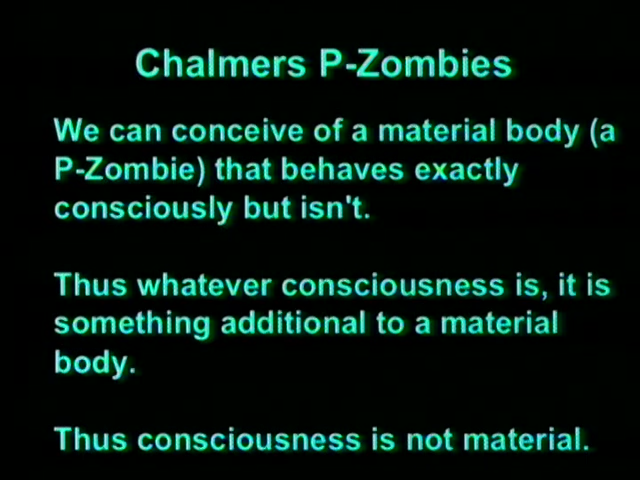 Chalmers P-Zombies
We can conceive of a material body (a
P-Zombie) that behaves exactly
consciously but isn't.
Thus whatever consciousness is, it is
something additional to a material
body.
Thus consciousness is not material.